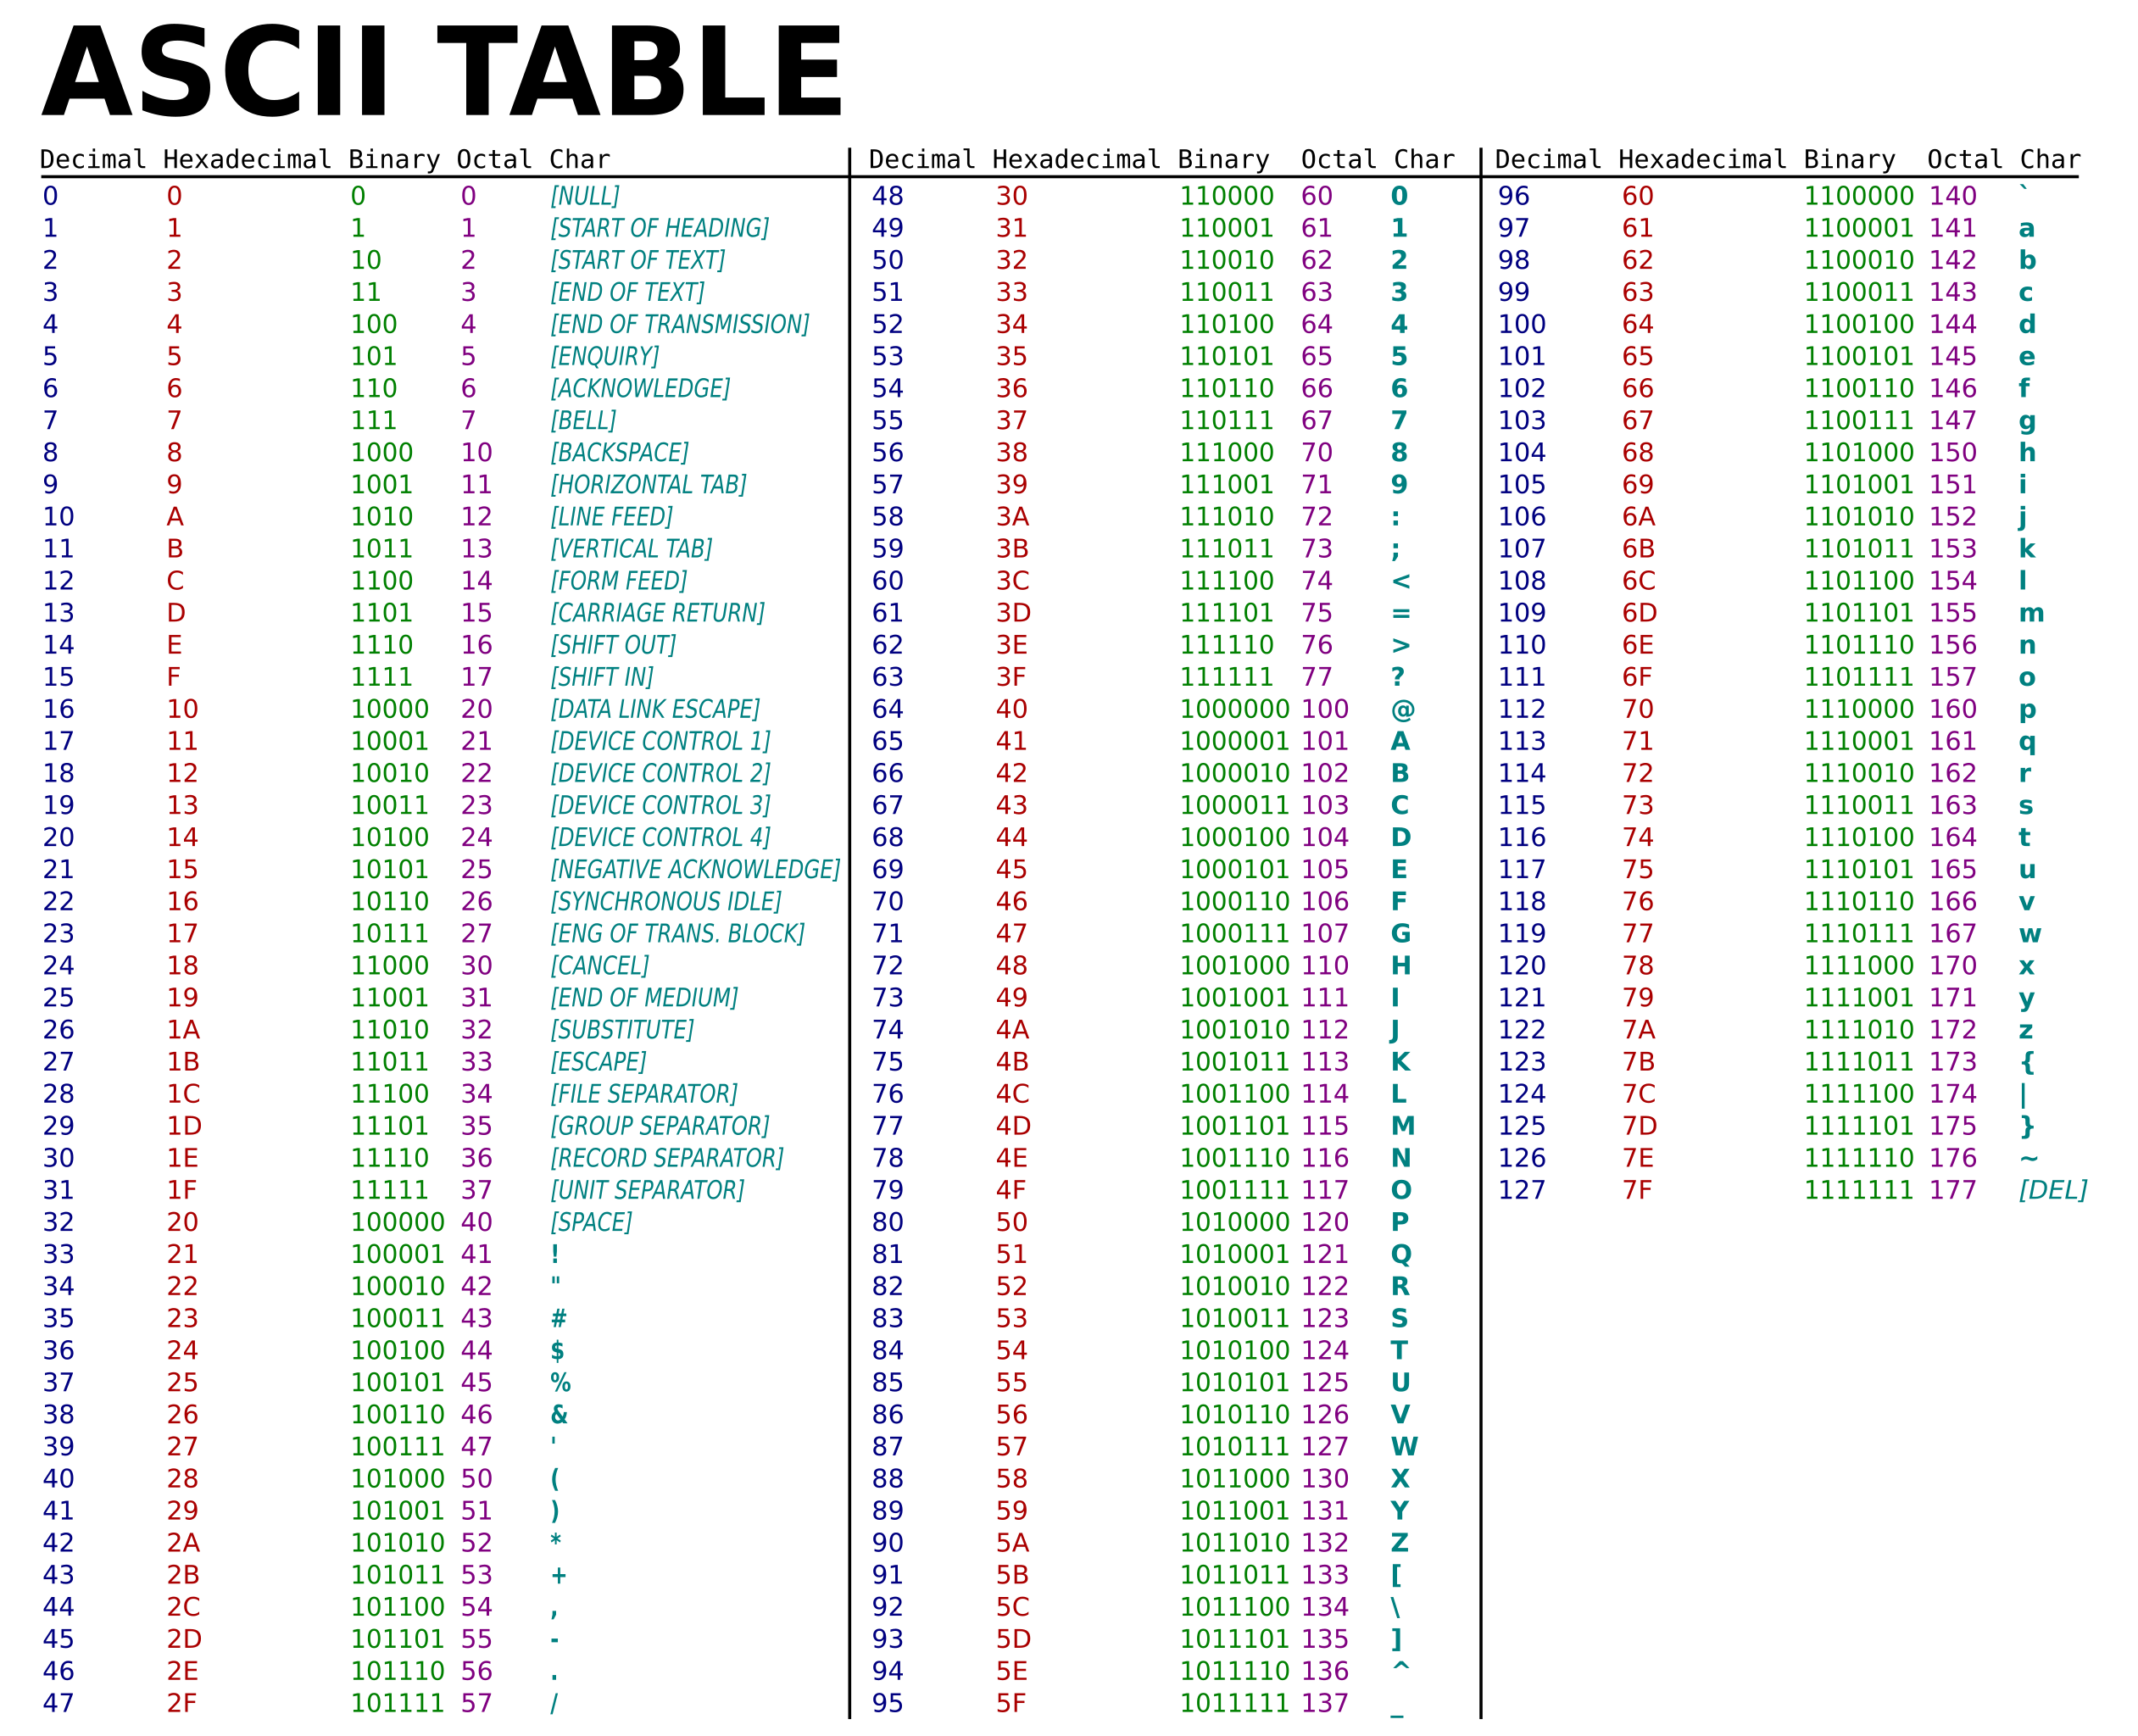 ASCII TABLE
Decimal Hexadecimal Binary Octal Char Decimal Hexadecimal Binary Octal Char Decimal Hexadecimal Binary Octal Char
0 0 0 0 [NULL] 48 30 110000 60 0 96 60 1100000 140 `
1 1 1 1 [START OF HEADING] 49 31 110001 61 1 97 61 1100001 141 a
2 2 10 2 [START OF TEXT] 50 32 110010 62 2 98 62 1100010 142 b
3 3 11 3 [END OF TEXT] 51 33 110011 63 3 99 63 1100011 143 c
4 4 100 4 [END OF TRANSMISSION] 52 34 110100 64 4 100 64 1100100 144 d
5 5 101 5 [ENQUIRY] 53 35 110101 65 5 101 65 1100101 145 e
6 6 110 6 [ACKNOWLEDGE] 54 36 110110 66 6 102 66 1100110 146 f
7 7 111 7 [BELL] 55 37 110111 67 7 103 67 1100111 147 g
8 8 1000 10 [BACKSPACE] 56 38 111000 70 8 104 68 1101000 150 h
9 9 1001 11 [HORIZONTAL TAB] 57 39 111001 71 9 105 69 1101001 151 i
10 A 1010 12 [LINE FEED] 58 3A 111010 72 : 106 6A 1101010 152 j
11 B 1011 13 [VERTICAL TAB] 59 3B 111011 73 ; 107 6B 1101011 153 k
12 C 1100 14 [FORM FEED] 60 3C 111100 74 < 108 6C 1101100 154 l
13 D 1101 15 [CARRIAGE RETURN] 61 3D 111101 75 = 109 6D 1101101 155 m
14 E 1110 16 [SHIFT OUT] 62 3E 111110 76 > 110 6E 1101110 156 n
15 F 1111 17 [SHIFT IN] 63 3F 111111 77 ? 111 6F 1101111 157 o
16 10 10000 20 [DATA LINK ESCAPE] 64 40 1000000 100 @ 112 70 1110000 160 p
17 11 10001 21 [DEVICE CONTROL 1] 65 41 1000001 101 A 113 71 1110001 161 q
18 12 10010 22 [DEVICE CONTROL 2] 66 42 1000010 102 B 114 72 1110010 162 r
19 13 10011 23 [DEVICE CONTROL 3] 67 43 1000011 103 C 115 73 1110011 163 s
20 14 10100 24 [DEVICE CONTROL 4] 68 44 1000100 104 D 116 74 1110100 164 t
21 15 10101 25 [NEGATIVE ACKNOWLEDGE] 69 45 1000101 105 E 117 75 1110101 165 u
22 16 10110 26 [SYNCHRONOUS IDLE] 70 46 1000110 106 F 118 76 1110110 166 v
23 17 10111 27 [ENG OF TRANS. BLOCK] 71 47 1000111 107 G 119 77 1110111 167 w
24 18 11000 30 [CANCEL] 72 48 1001000 110 H 120 78 1111000 170 x
25 19 11001 31 [END OF MEDIUM] 73 49 1001001 111 I 121 79 1111001 171 y
26 1A 11010 32 [SUBSTITUTE] 74 4A 1001010 112 J 122 7A 1111010 172 z
27 1B 11011 33 [ESCAPE] 75 4B 1001011 113 K 123 7B 1111011 173 {
28 1C 11100 34 [FILE SEPARATOR] 76 4C 1001100 114 L 124 7C 1111100 174 |
29 1D 11101 35 [GROUP SEPARATOR] 77 4D 1001101 115 M 125 7D 1111101 175 }
30 1E 11110 36 [RECORD SEPARATOR] 78 4E 1001110 116 N 126 7E 1111110 176 ~
31 1F 11111 37 [UNIT SEPARATOR] 79 4F 1001111 117 O 127 7F 1111111 177 [DEL]
32 20 100000 40 [SPACE] 80 50 1010000 120 P
33 21 100001 41 ! 81 51 1010001 121 Q
34 22 100010 42 " 82 52 1010010 122 R
35 23 100011 43 # 83 53 1010011 123 S
36 24 100100 44 $ 84 54 1010100 124 T
37 25 100101 45 % 85 55 1010101 125 U
38 26 100110 46 & 86 56 1010110 126 V
39 27 100111 47 ' 87 57 1010111 127 W
40 28 101000 50 ( 88 58 1011000 130 X
41 29 101001 51 ) 89 59 1011001 131 Y
42 2A 101010 52 * 90 5A 1011010 132 Z
43 2B 101011 53 + 91 5B 1011011 133 [
44 2C 101100 54 , 92 5C 1011100 134 \
45 2D 101101 55 - 93 5D 1011101 135 ]
46 2E 101110 56 . 94 5E 1011110 136 ^
47 2F 101111 57 / 95 5F 1011111 137 _